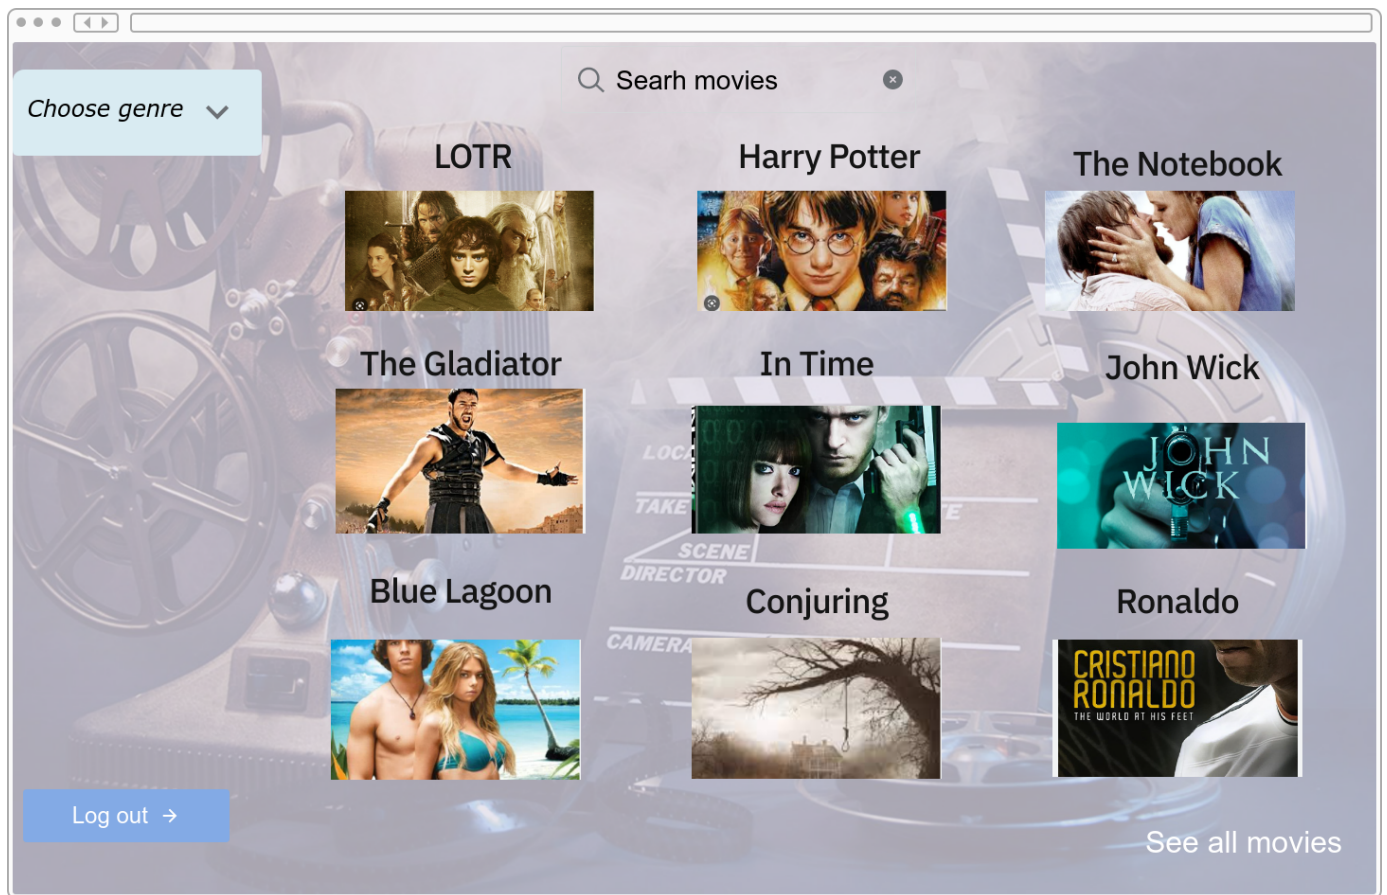 Searh movies
Choose genre
LOTR
Harry Potter
The Notebook
The Gladiator
In Time
John Wick
JOHN
WICK
LOCA
TAKE
SCENE
DIRECTOR
CAMERA
Blue Lagoon
Conjuring
Ronaldo
CRISTIANO
RONALDO
THE WORLD AT HIS FEET
Log out
See all movies